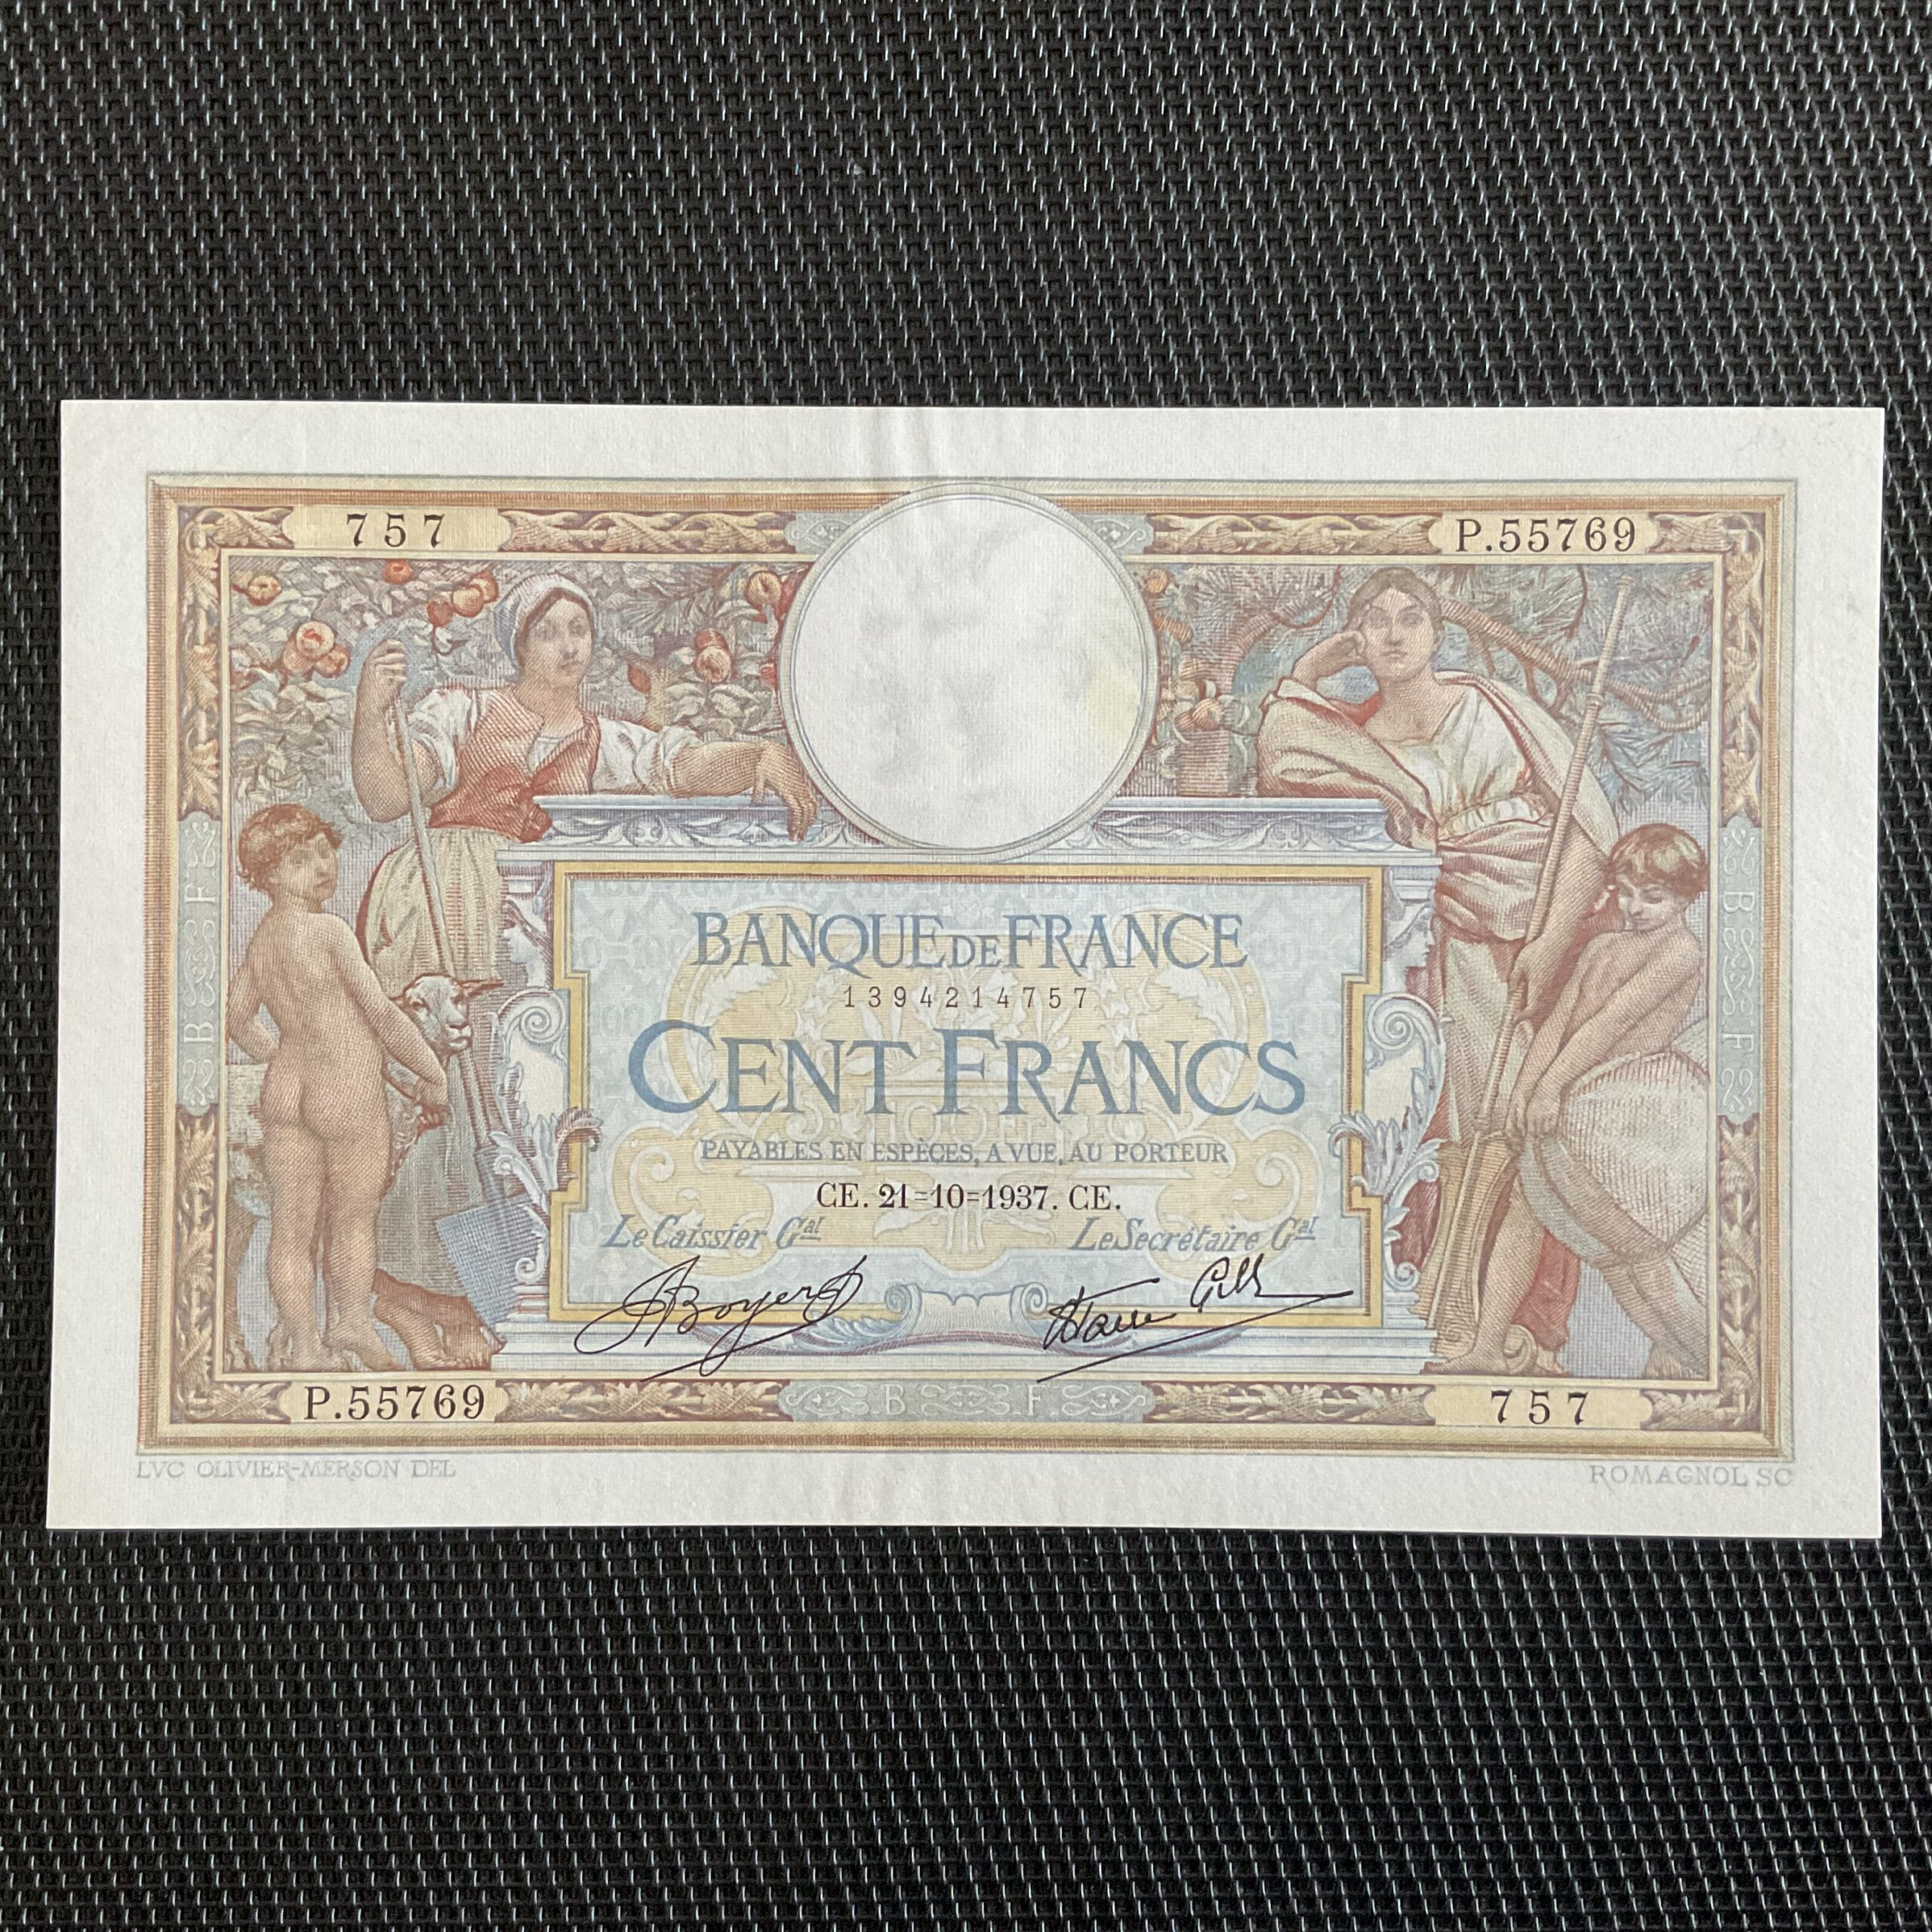 757
P.55769
BANQUE DE FRANCE
1394214757
CENT FRANCS
PAYABLES EN ESPÈCES, A VUE, AU PORTEUR
CE. 21=10=1937. CE.
Le Caissier Gal
Le Secrétaire Gal
Boyer
P.55769
B F
757
B F
B F
LVC OLIVIER-MERSON DEL
ROMAGNOL SC